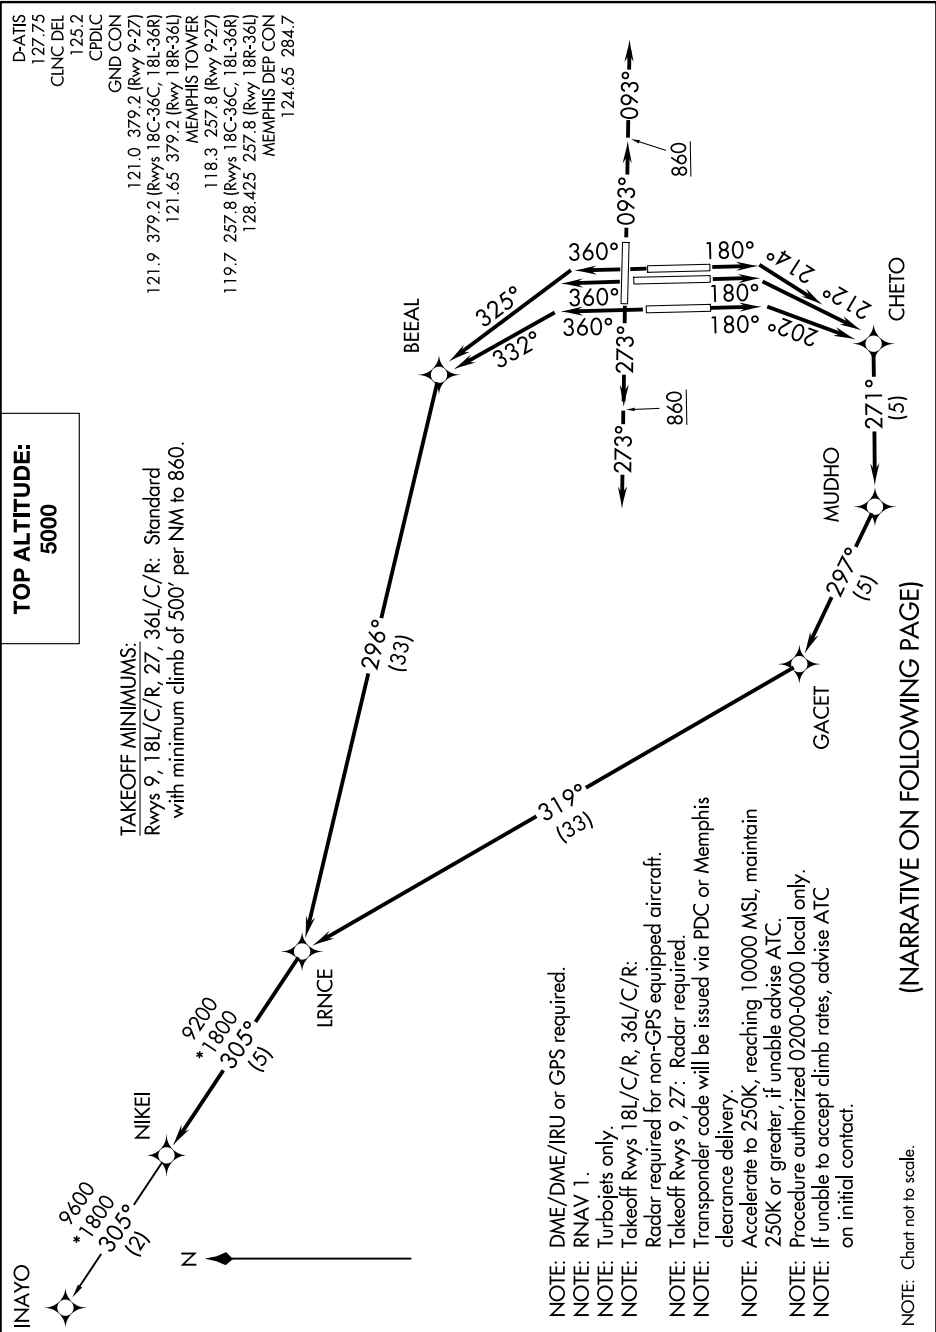 TOP ALTITUDE:
5000
D-ATIS
127.75
CLNC DEL
125.2
CPDLC
GND CON
121.0 379.2 (Rwy 9-27)
121.9 379.2 (Rwys 18C-36C, 18L-36R)
121.65 379.2 (Rwy 18R-36L)
MEMPHIS TOWER
118.3 257.8 (Rwy 9-27)
119.7 257.8 (Rwys 18C-36C, 18L-36R)
128.425 257.8 (Rwy 18R-36L)
MEMPHIS DEP CON
124.65 284.7
TAKEOFF MINIMUMS:
Rwys 9, 18L/C/R, 27, 36L/C/R: Standard
with minimum climb of 500' per NM to 860.
INAYO
9600
*1800
305°
(2)
NIKEI
9200
*1800
305°
(5)
LRNCE
N
296°
(33)
BEEAL
325°
332°
360°
360°
360°
273°
273°
860
093°
093°
860
180°
180°
180°
214°
212°
202°
CHETO
271°
(5)
MUDHO
297°
(5)
GACET
319°
(33)
NOTE: DME/DME/IRU or GPS required.
NOTE: RNAV 1.
NOTE: Turbojets only.
NOTE: Takeoff Rwys 18L/C/R, 36L/C/R:
Radar required for non-GPS equipped aircraft.
NOTE: Takeoff Rwys 9, 27: Radar required.
NOTE: Transponder code will be issued via PDC or Memphis
clearance delivery.
NOTE: Accelerate to 250K, reaching 10000 MSL, maintain
250K or greater, if unable advise ATC.
NOTE: Procedure authorized 0200-0600 local only.
NOTE: If unable to accept climb rates, advise ATC
on initial contact.
(NARRATIVE ON FOLLOWING PAGE)
NOTE: Chart not to scale.